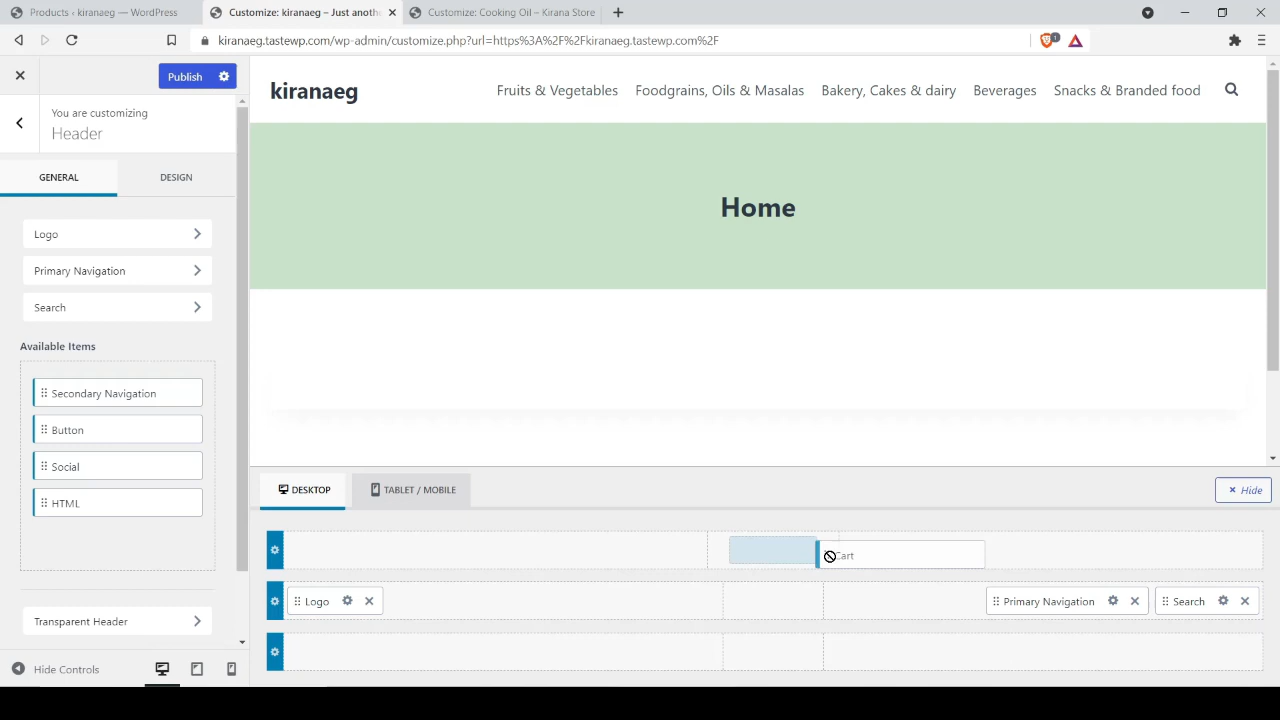 Products ‹ kiranaeg — WordPress
Customize: kiranaeg – Just anoth
Customize: Cooking Oil – Kirana Store
kiranaeg.tastewp.com/wp-admin/customize.php?url=https%3A%2F%2Fkiranaeg.tastewp.com%2F
1
Publish
You are customizing
Header
GENERAL
DESIGN
Logo
Primary Navigation
Search
Available Items
Secondary Navigation
Button
Social
HTML
Transparent Header
Hide Controls
kiranaeg
Fruits & Vegetables
Foodgrains, Oils & Masalas
Bakery, Cakes & dairy
Beverages
Snacks & Branded food
Home
DESKTOP
TABLET / MOBILE
Hide
Cart
Logo
Primary Navigation
Search